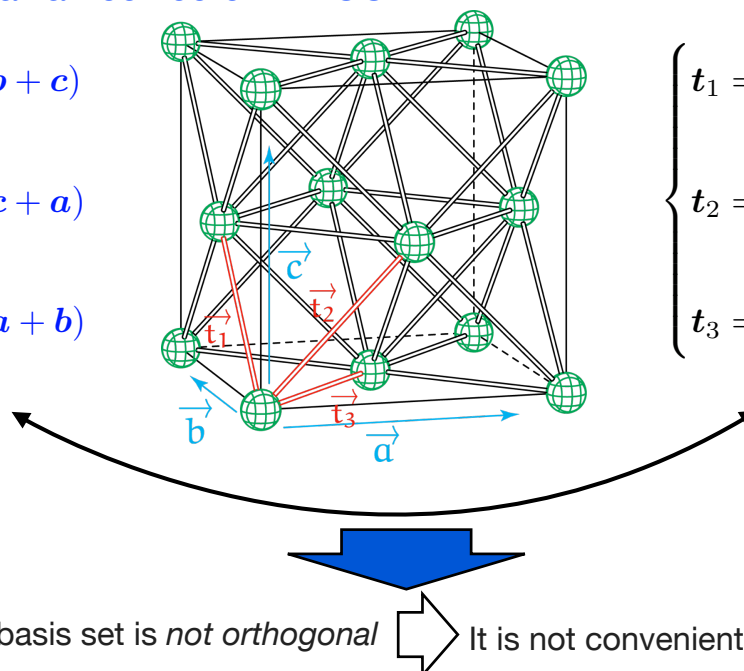 b + c)
c + a)
a + b)
t₁ =
t₂ =
t₃ =
c
t₁
t₂
t₃
b
a
basis set is not orthogonal
It is not convenient